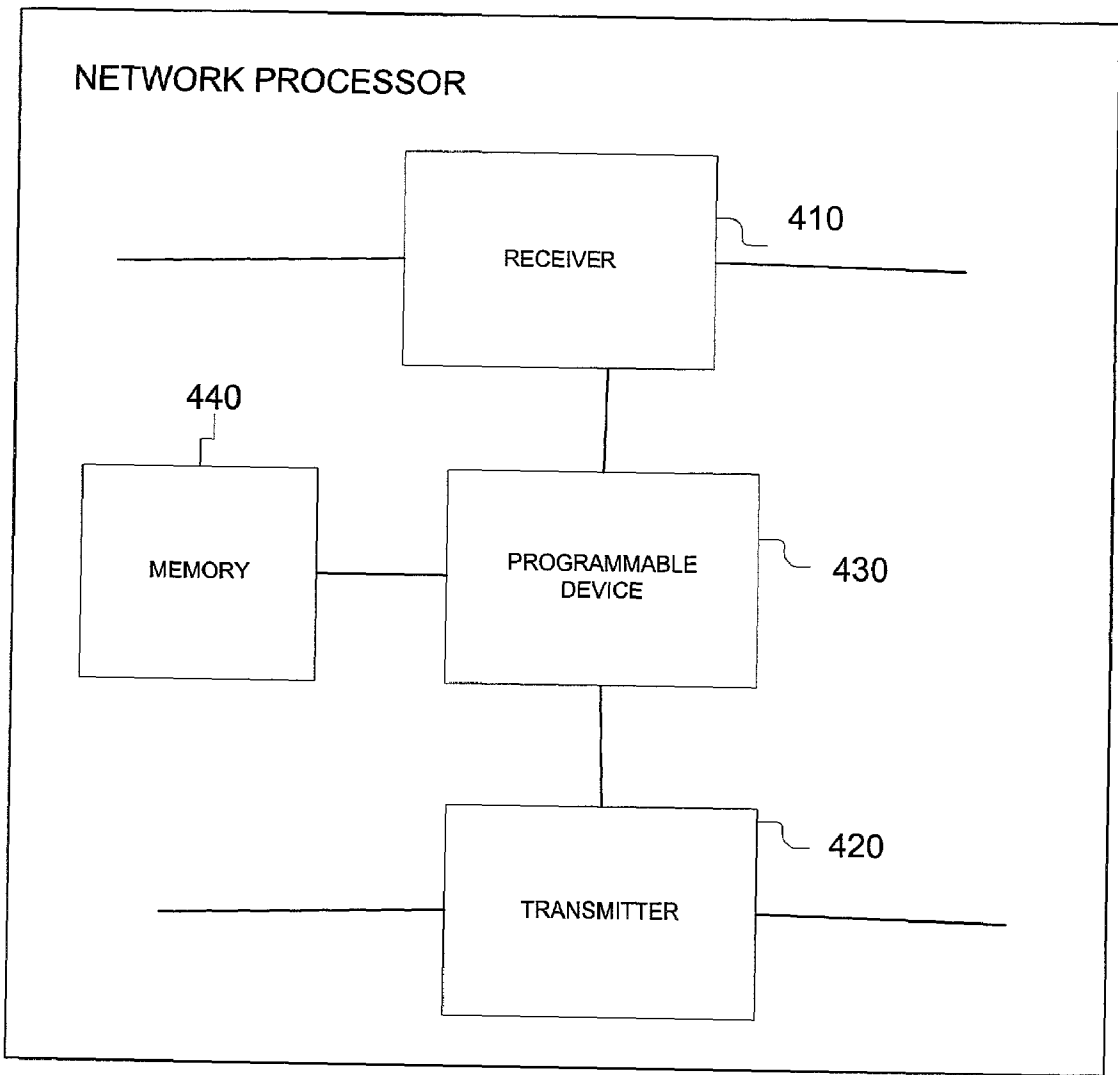 NETWORK PROCESSOR
410
RECEIVER
440
MEMORY
PROGRAMMABLE
DEVICE
430
420
TRANSMITTER